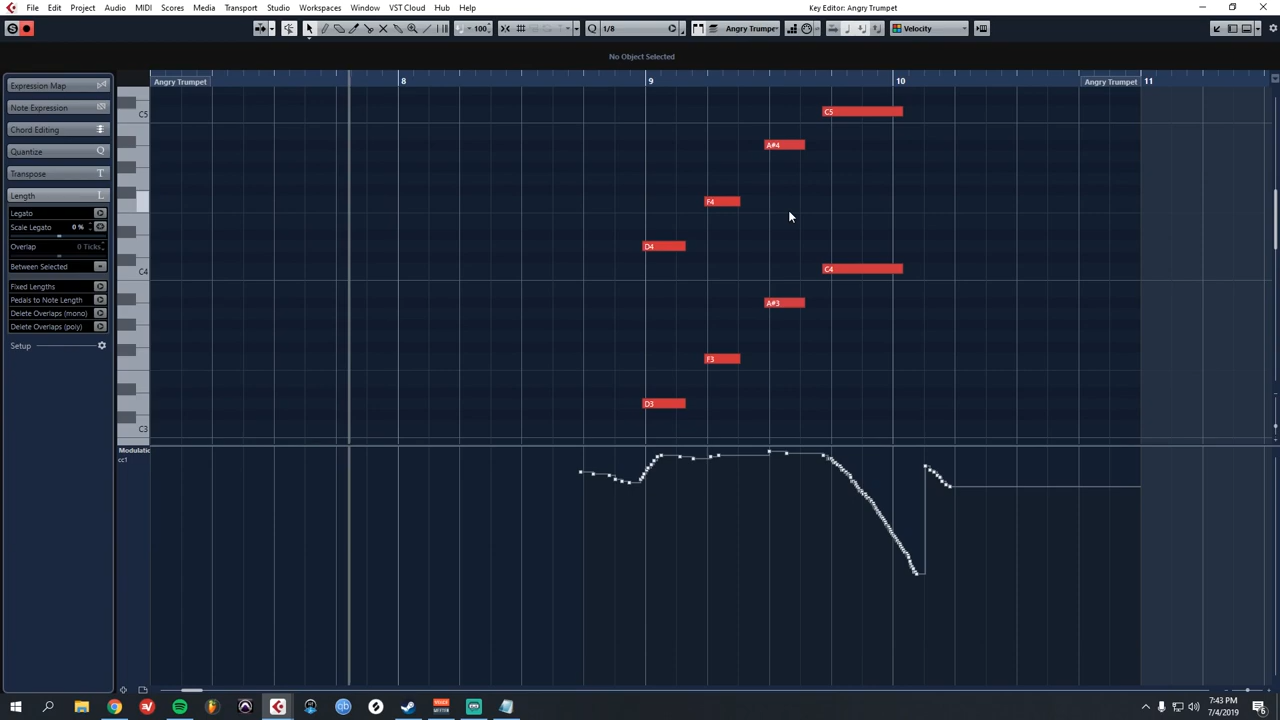 File Edit Project Audio MIDI Scores Media Transport Studio Workspaces Window VST Cloud Hub Help
Key Editor: Angry Trumpet
100 Q 1/8 Angry Trumpet Velocity
No Object Selected
8 9 10 11
Angry Trumpet Angry Trumpet
Expression Map
Note Expression
Chord Editing
Quantize Q
Transpose T
Length L
Legato
Scale Legato 0 %
Overlap 0 Ticks
Between Selected
Fixed Lengths
Pedals to Note Length
Delete Overlaps (mono)
Delete Overlaps (poly)
Setup
C5
C4
C3
C5
A#4
F4
D4
C4
A#3
F3
D3
Modulatio
cc1
7:43 PM
7/4/2019